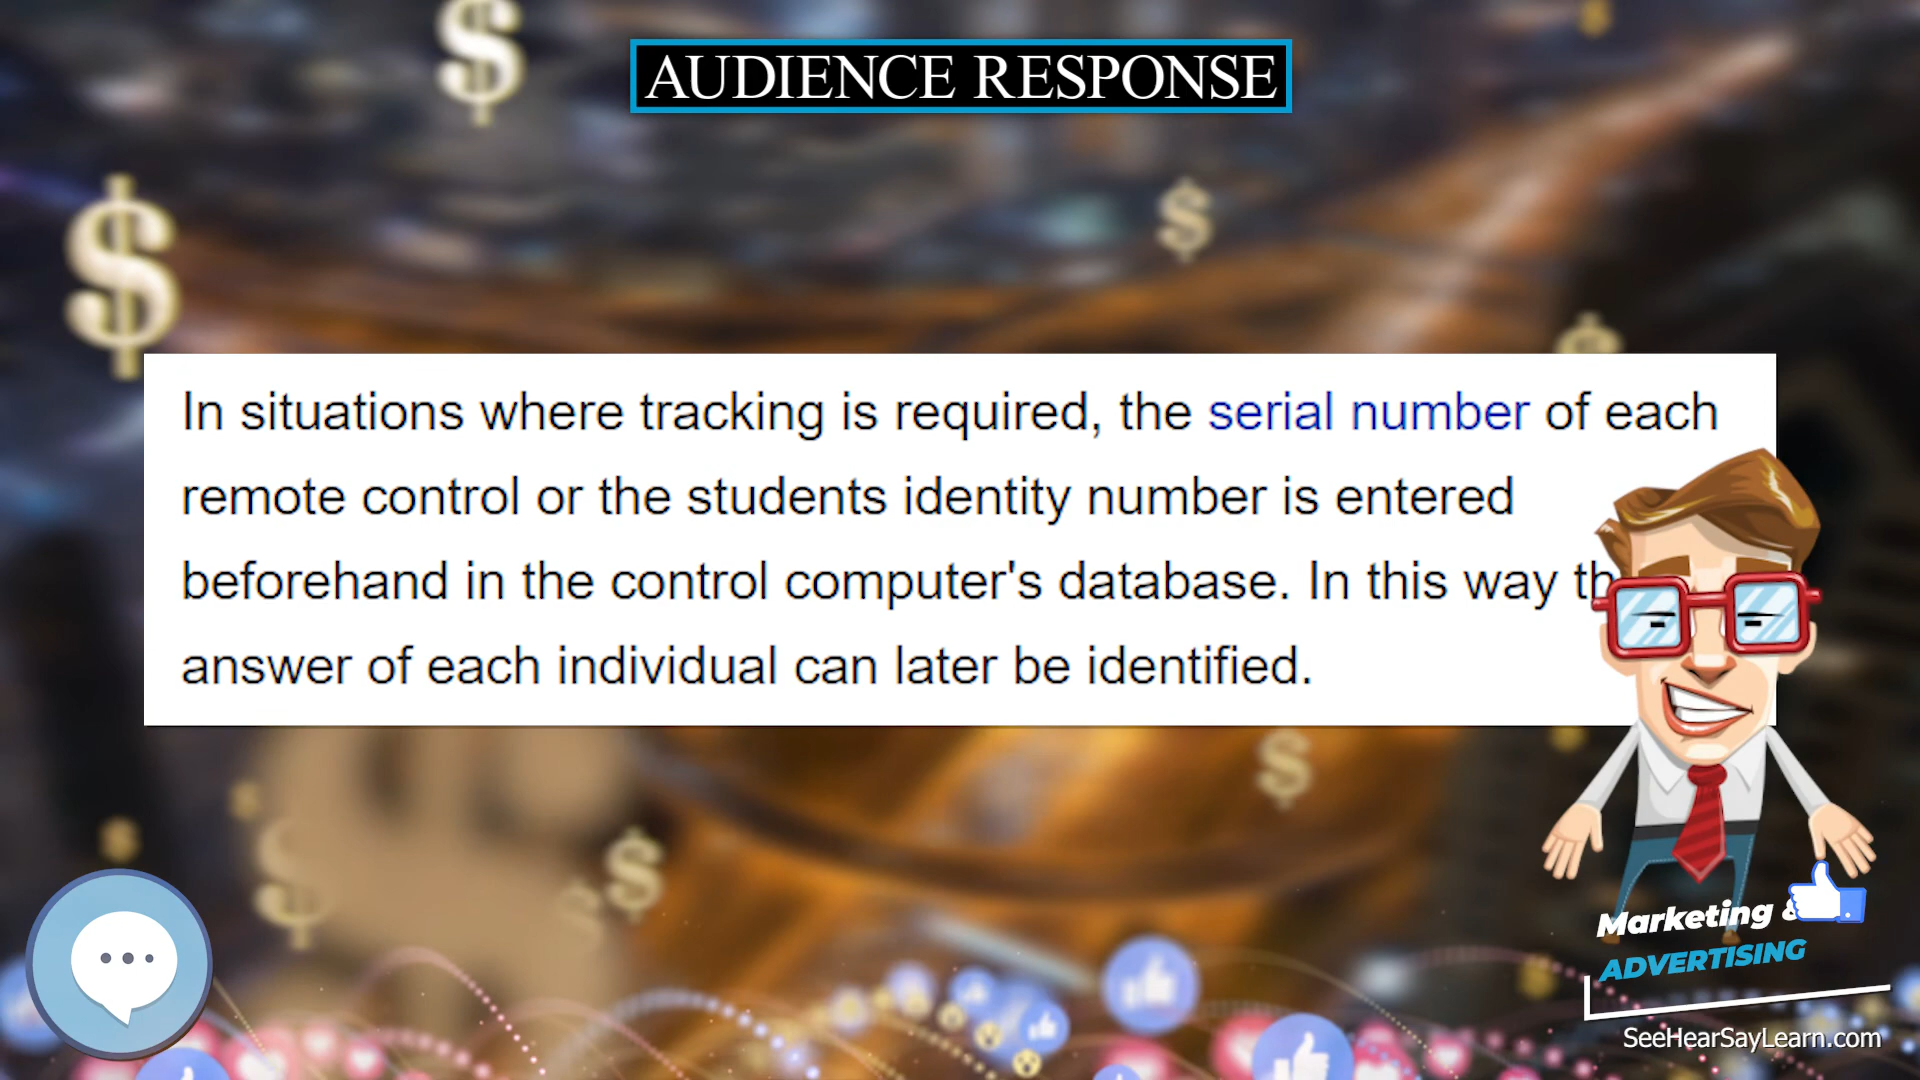 AUDIENCE RESPONSE
In situations where tracking is required, the serial number of each
remote control or the students identity number is entered
beforehand in the control computer's database. In this way th
answer of each individual can later be identified.
Marketing &
ADVERTISING
SeeHearSayLearn.com